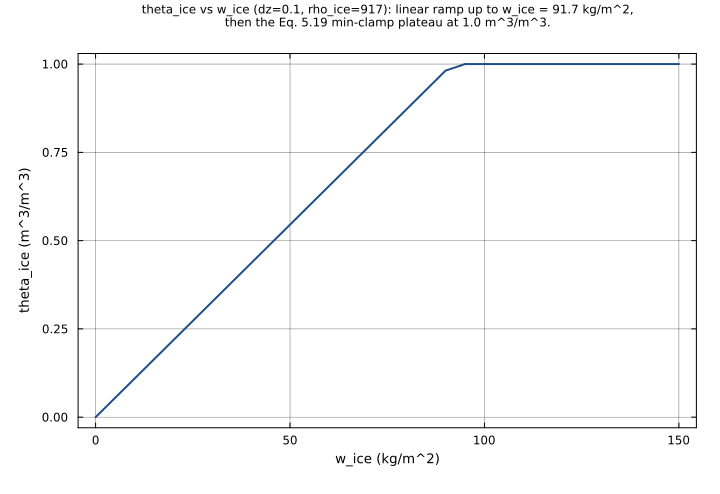 theta_ice vs w_ice (dz=0.1, rho_ice=917): linear ramp up to w_ice = 91.7 kg/m^2,
then the Eq. 5.19 min-clamp plateau at 1.0 m^3/m^3.
1.00
0.75
0.50
0.25
0.00
theta_ice (m^3/m^3)
0 50 100 150
w_ice (kg/m^2)